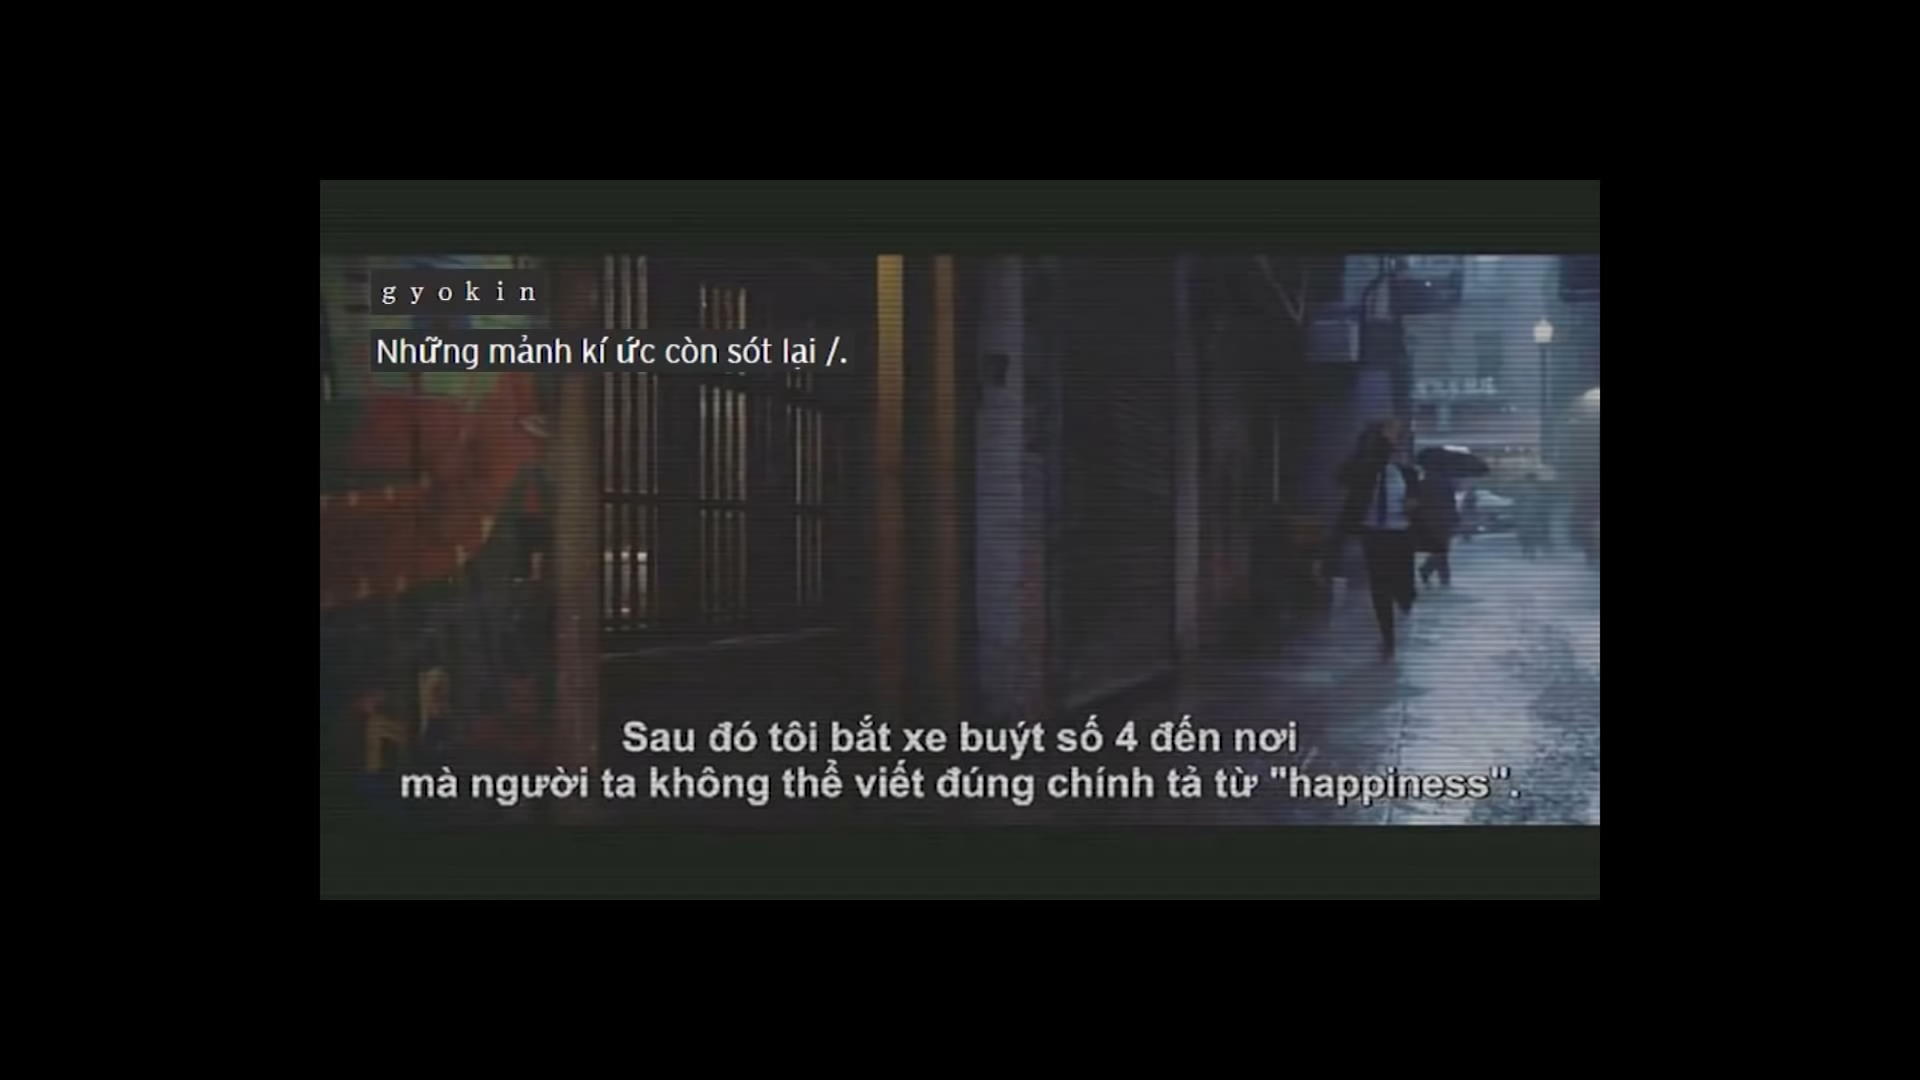 g y o k i n
Những mảnh kí ức còn sót lại /.
Sau đó tôi bắt xe buýt số 4 đến nơi
mà người ta không thể viết đúng chính tả từ "happiness".